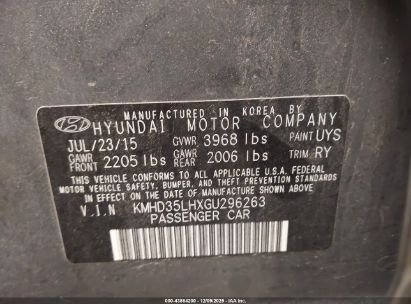 MANUFACTURED IN KOREA BY
HYUNDAI MOTOR COMPANY
JUL/23/15 GVWR 3968 lbs PAINT UYS
GAWR FRONT 2205 lbs GAWR REAR 2006 lbs TRIM RY
THIS VEHICLE CONFORMS TO ALL APPLICABLE U.S.A. FEDERAL
MOTOR VEHICLE SAFETY, BUMPER, AND THEFT PREVENTION STANDARDS
IN EFFECT ON THE DATE OF MANUFACTURE SHOWN ABOVE.
V.I.N KMHD35LHXGU296263
PASSENGER CAR